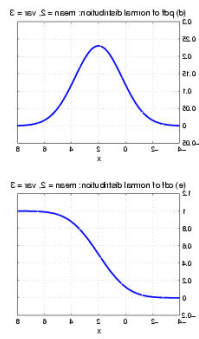 (d) pdf of normal distribution: mean = 2, var = 3
0.3
0.25
0.2
0.15
0.1
0.05
0
-0.05
-4 -2 0 2 4 6 8
x
(e) cdf of normal distribution: mean = 2, var = 3
1.2
1
0.8
0.6
0.4
0.2
0
-0.2
-4 -2 0 2 4 6 8
x